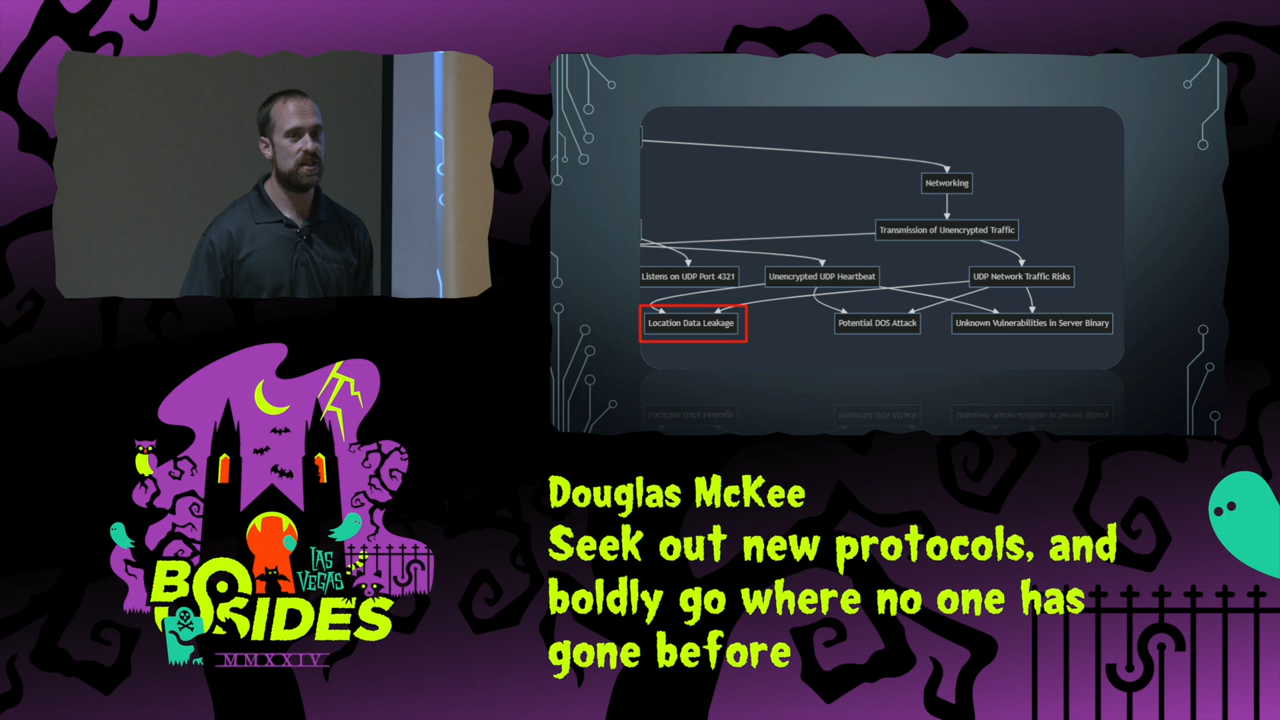 Networking
Transmission of Unencrypted Traffic
Listens on UDP Port 4321
Unencrypted UDP Heartbeat
UDP Network Traffic Risks
Location Data Leakage
Potential DOS Attack
Unknown Vulnerabilities in Server Binary
LAS
VEGAS
BSIDES
MMXXIV
Douglas McKee
Seek out new protocols, and
boldly go where no one has
gone before